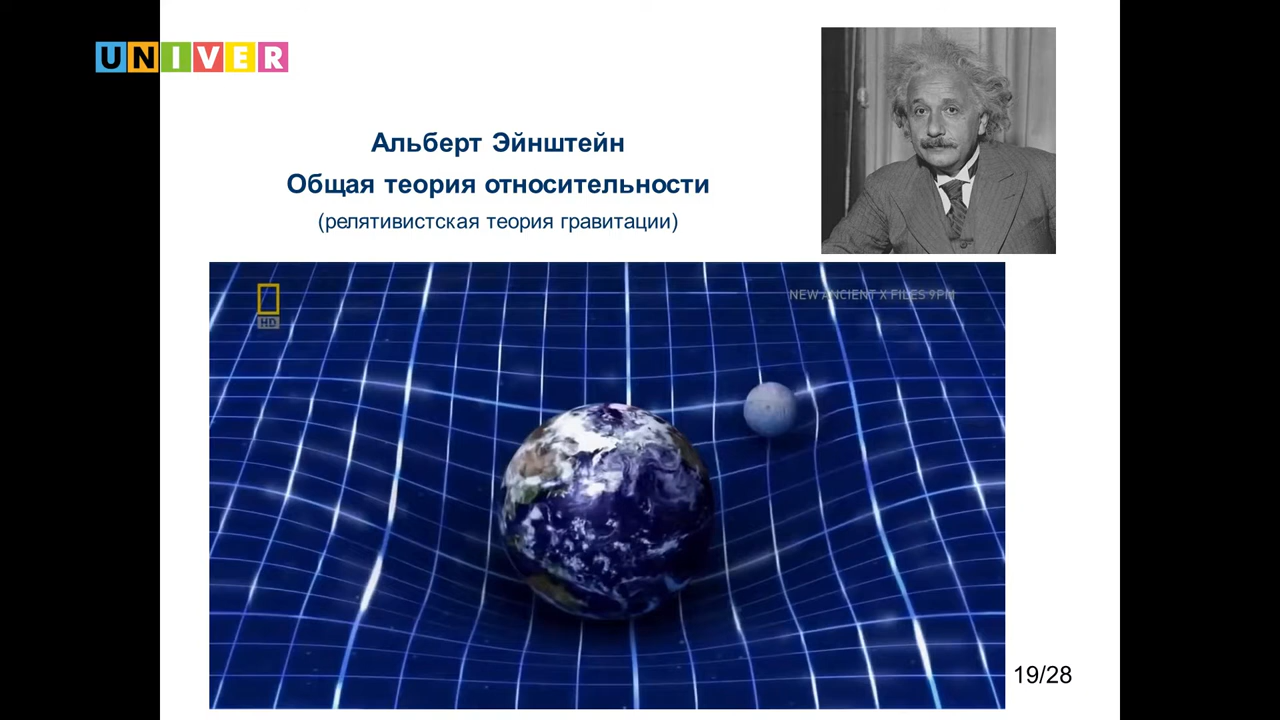 UNIVER
Альберт Эйнштейн
Общая теория относительности
(релятивистская теория гравитации)
HD
NEW ANCIENT X FILES 9PM
19/28